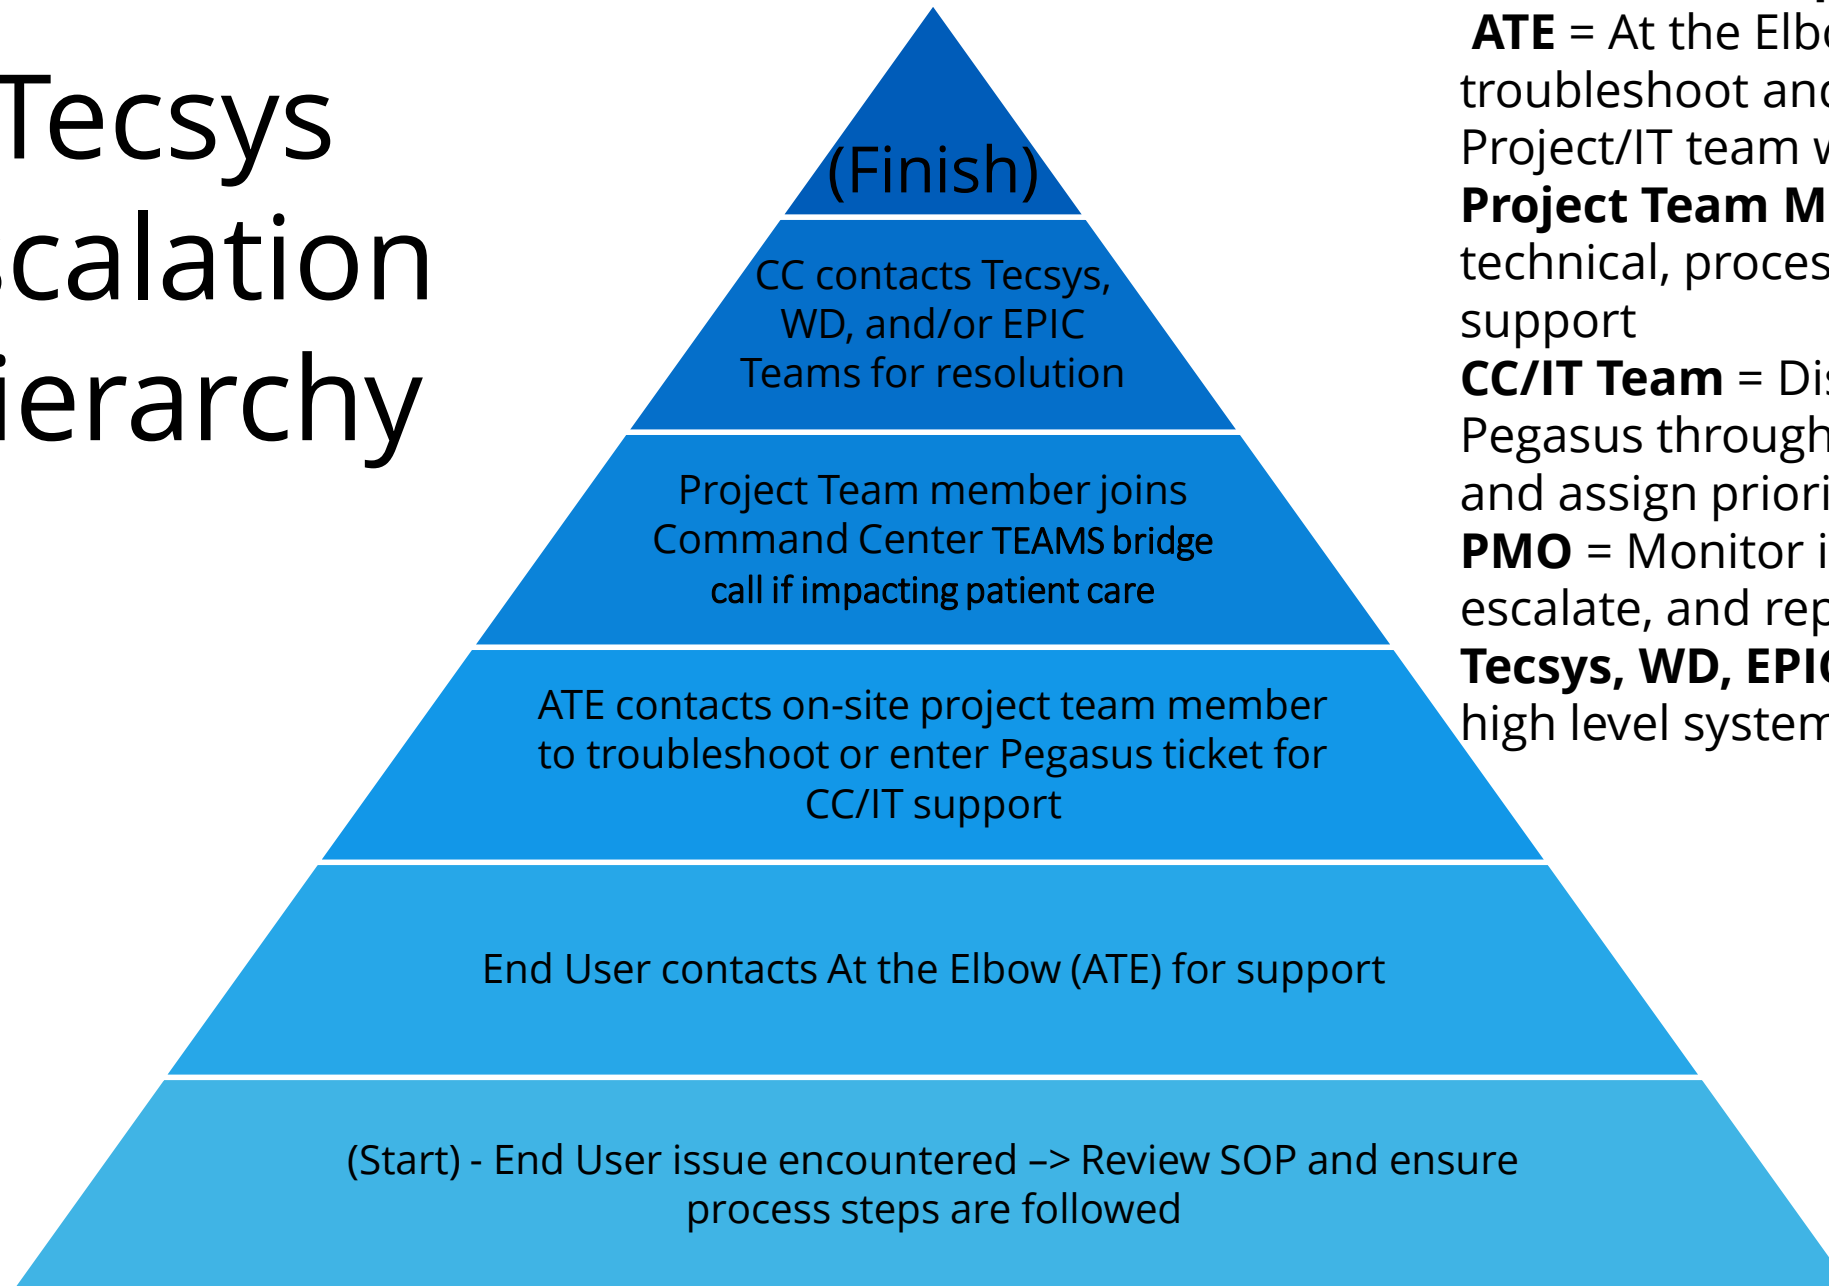 Tecsys
scalation
ierarchy
(Finish)
CC contacts Tecsys,
WD, and/or EPIC
Teams for resolution
Project Team member joins
Command Center TEAMS bridge
call if impacting patient care
ATE contacts on-site project team member
to troubleshoot or enter Pegasus ticket for
CC/IT support
End User contacts At the Elbow (ATE) for support
(Start) - End User issue encountered –> Review SOP and ensure
process steps are followed
ATE = At the Elb
troubleshoot and
Project/IT team
Project Team M
technical, proces
support
CC/IT Team = Dis
Pegasus through
and assign priori
PMO = Monitor i
escalate, and rep
Tecsys, WD, EPIC
high level system